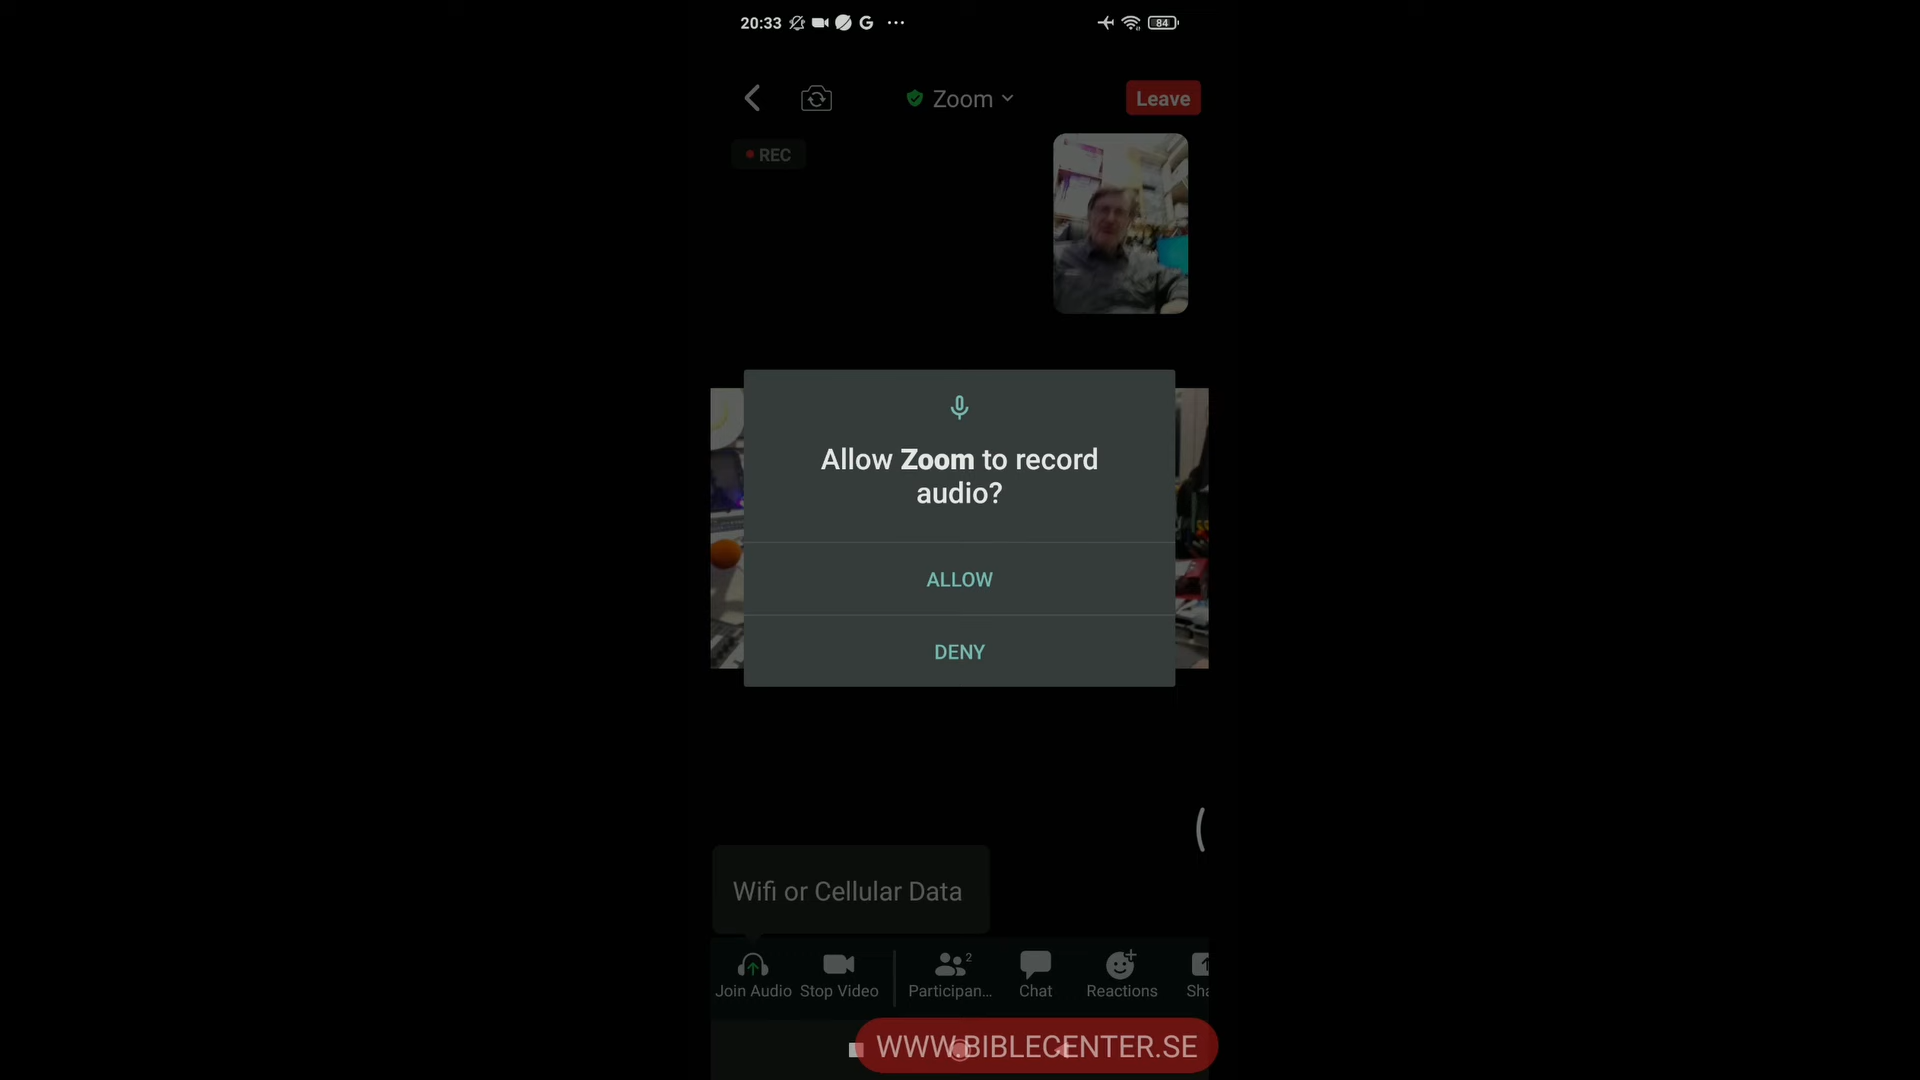 20:33
G
84
Zoom
Leave
REC
Allow Zoom to record
audio?
ALLOW
DENY
Wifi or Cellular Data
2
Join Audio Stop Video Participan... Chat Reactions Sha
WWW.BIBLECENTER.SE